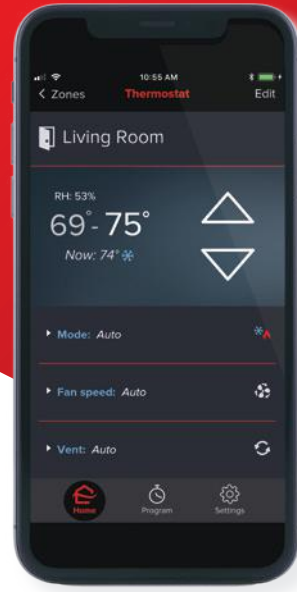 10:55 AM
< Zones Thermostat Edit
Living Room
RH: 53%
69°- 75°
Now: 74°
Mode: Auto
Fan speed: Auto
Vent: Auto
Home Program Settings